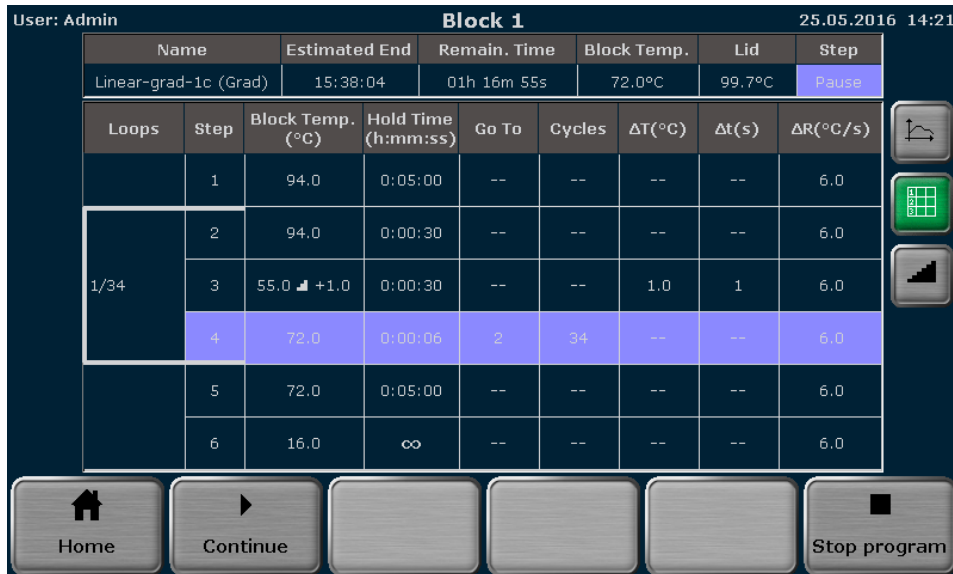 User: Admin Block 1 25.05.2016 14:21
Name Estimated End Remain. Time Block Temp. Lid Step
Linear-grad-1c (Grad) 15:38:04 01h 16m 55s 72.0ºC 99.7ºC Pause
Loops Step Block Temp. (°C) Hold Time (h:mm:ss) Go To Cycles ΔT(°C) Δt(s) ΔR(°C/s)
1 94.0 0:05:00 -- -- -- -- 6.0
2 94.0 0:00:30 -- -- -- -- 6.0
1/34 3 55.0 +1.0 0:00:30 -- -- 1.0 1 6.0
4 72.0 0:00:06 2 34 -- -- 6.0
5 72.0 0:05:00 -- -- -- -- 6.0
6 16.0 ∞ -- -- -- -- 6.0
1
2
3
Home Continue Stop program